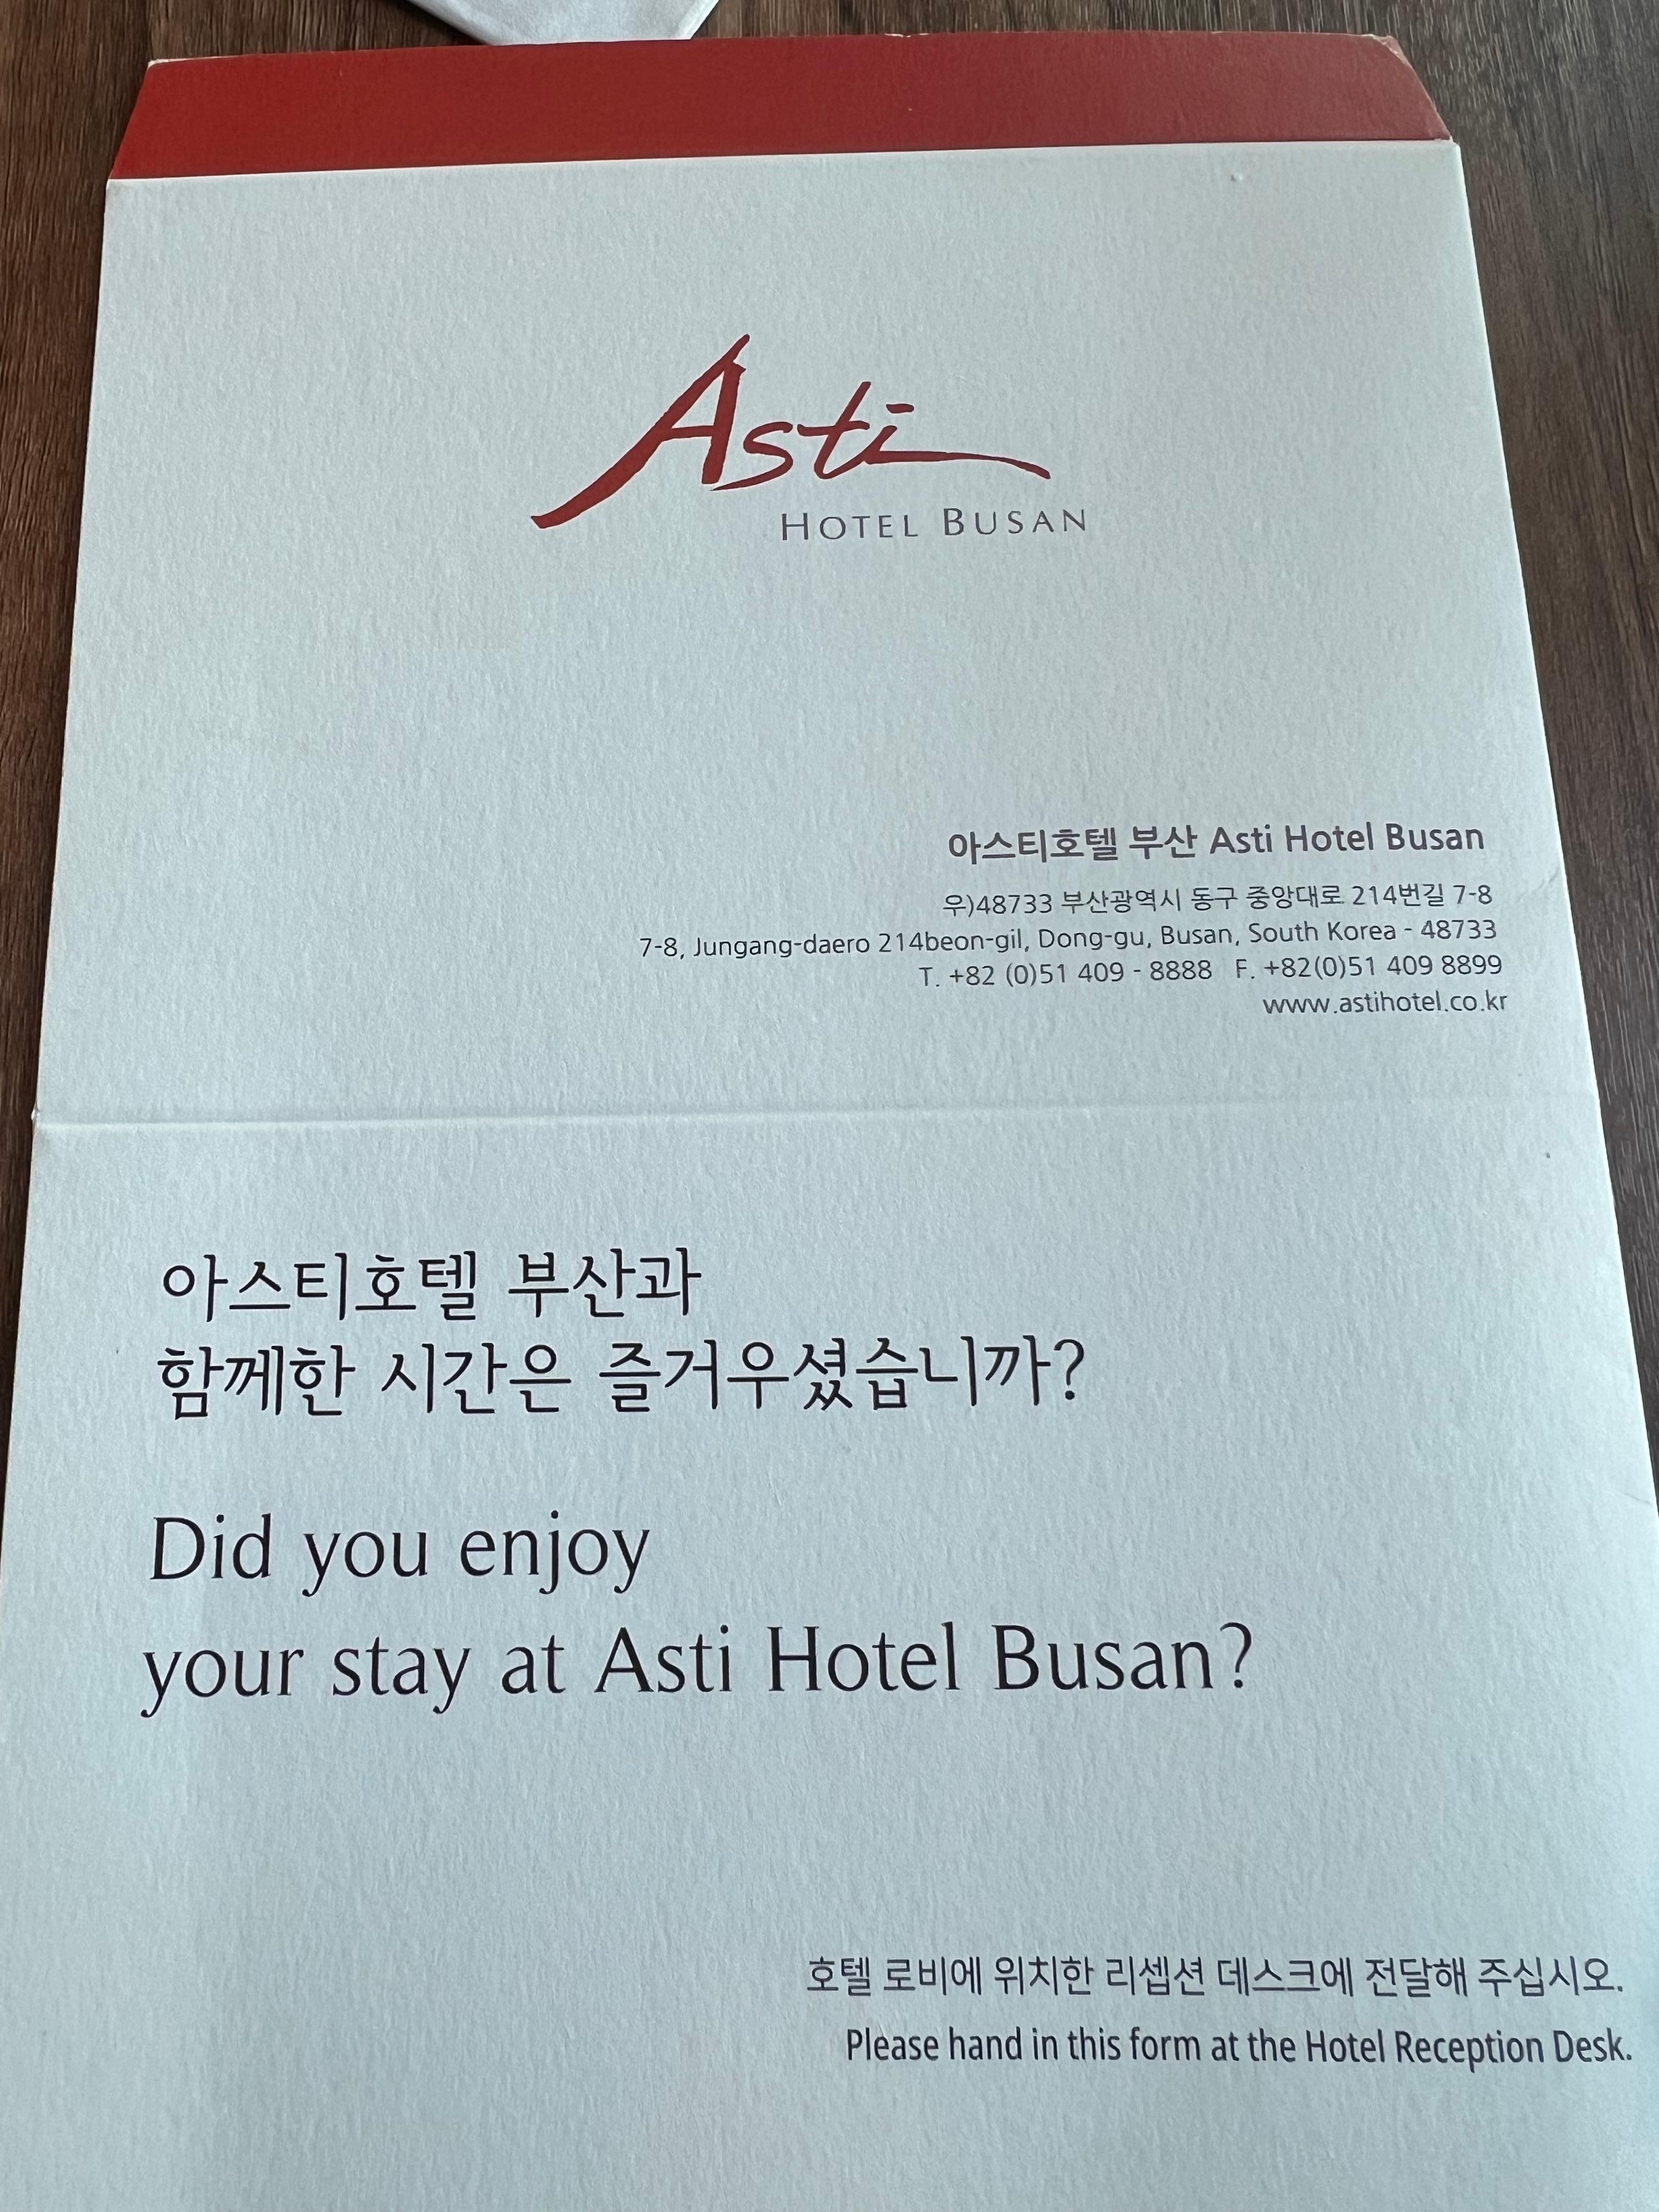 Asti
HOTEL BUSAN
아스티호텔 부산 Asti Hotel Busan
우)48733 부산광역시 동구 중앙대로 214번길 7-8
7-8, Jungang-daero 214beon-gil, Dong-gu, Busan, South Korea - 48733
T. +82 (0)51 409 - 8888 F. +82(0)51 409 8899
www.astihotel.co.kr
아스티호텔 부산과
함께한 시간은 즐거우셨습니까?
Did you enjoy
your stay at Asti Hotel Busan?
호텔 로비에 위치한 리셉션 데스크에 전달해 주십시오.
Please hand in this form at the Hotel Reception Desk.